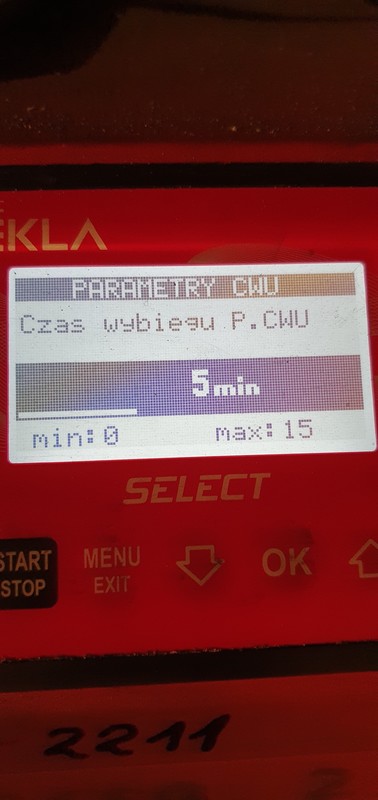 EKLA
PARAMETRY CWU
Czas wybiegu P.CWU
5min
min:0 max:15
SELECT
START STOP
MENU EXIT
OK
2211